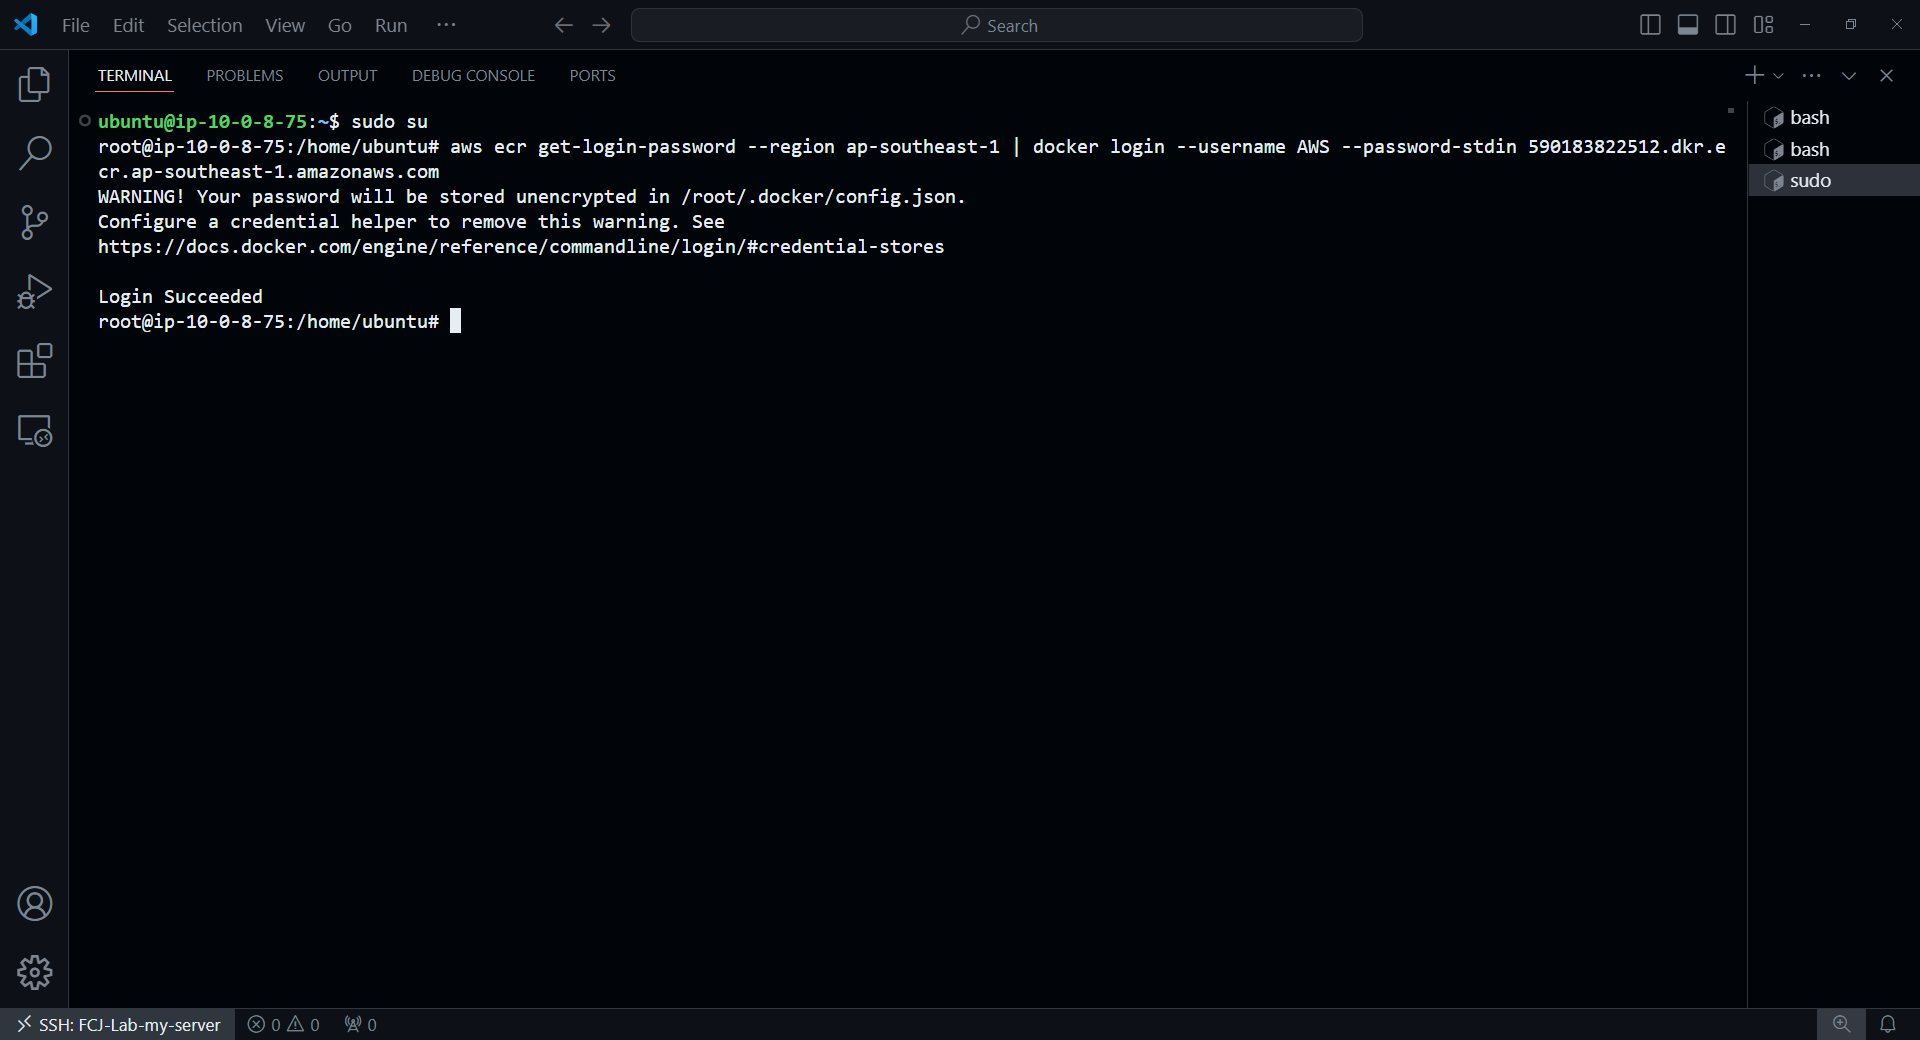 File Edit Selection View Go Run ···
Search
TERMINAL PROBLEMS OUTPUT DEBUG CONSOLE PORTS
ubuntu@ip-10-0-8-75:~$ sudo su
root@ip-10-0-8-75:/home/ubuntu# aws ecr get-login-password --region ap-southeast-1 | docker login --username AWS --password-stdin 590183822512.dkr.e
cr.ap-southeast-1.amazonaws.com
WARNING! Your password will be stored unencrypted in /root/.docker/config.json.
Configure a credential helper to remove this warning. See
https://docs.docker.com/engine/reference/commandline/login/#credential-stores
Login Succeeded
root@ip-10-0-8-75:/home/ubuntu#
bash
bash
sudo
SSH: FCJ-Lab-my-server 0 0 0